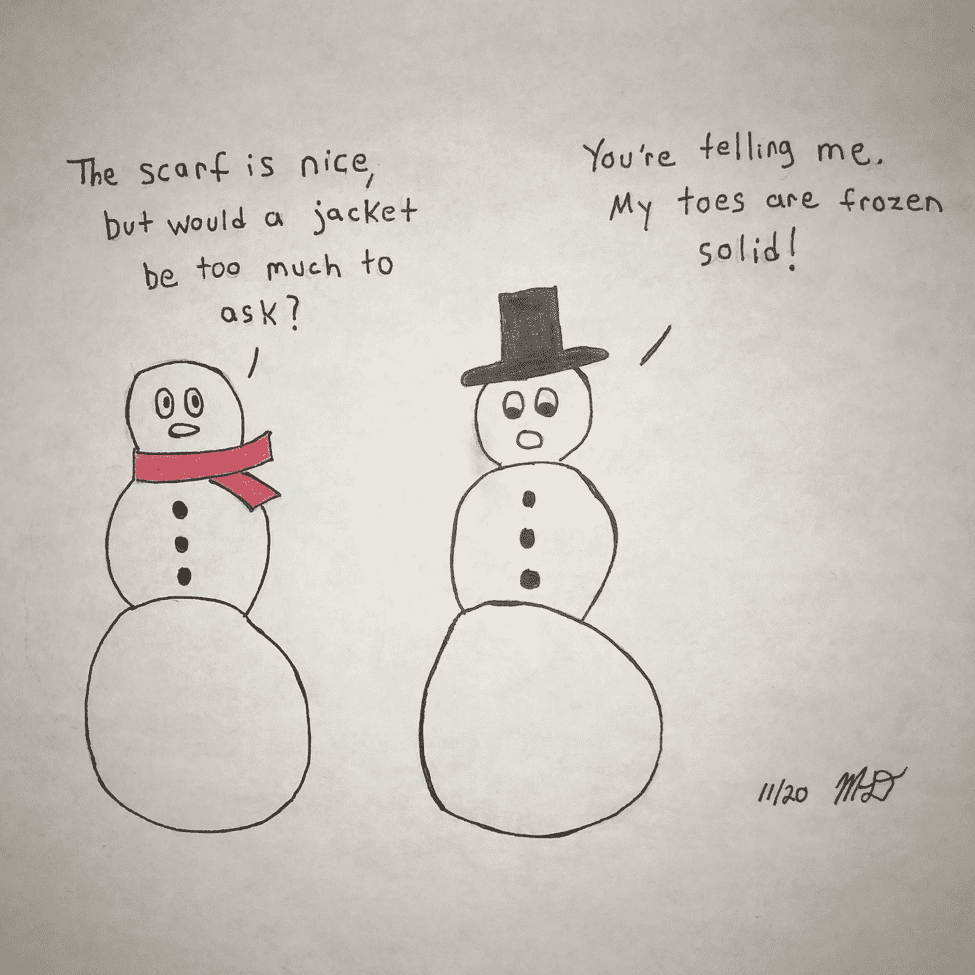 The scarf is nice,
but would a jacket
be too much to
ask?
You're telling me.
My toes are frozen
solid!
11/20 MD